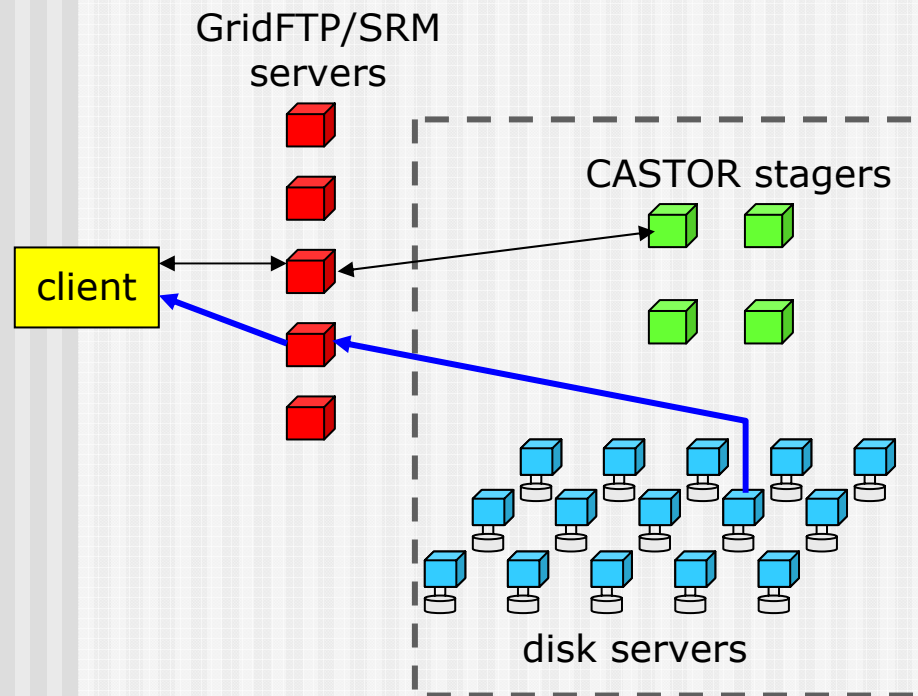 GridFTP/SRM
servers
CASTOR stagers
client
disk servers